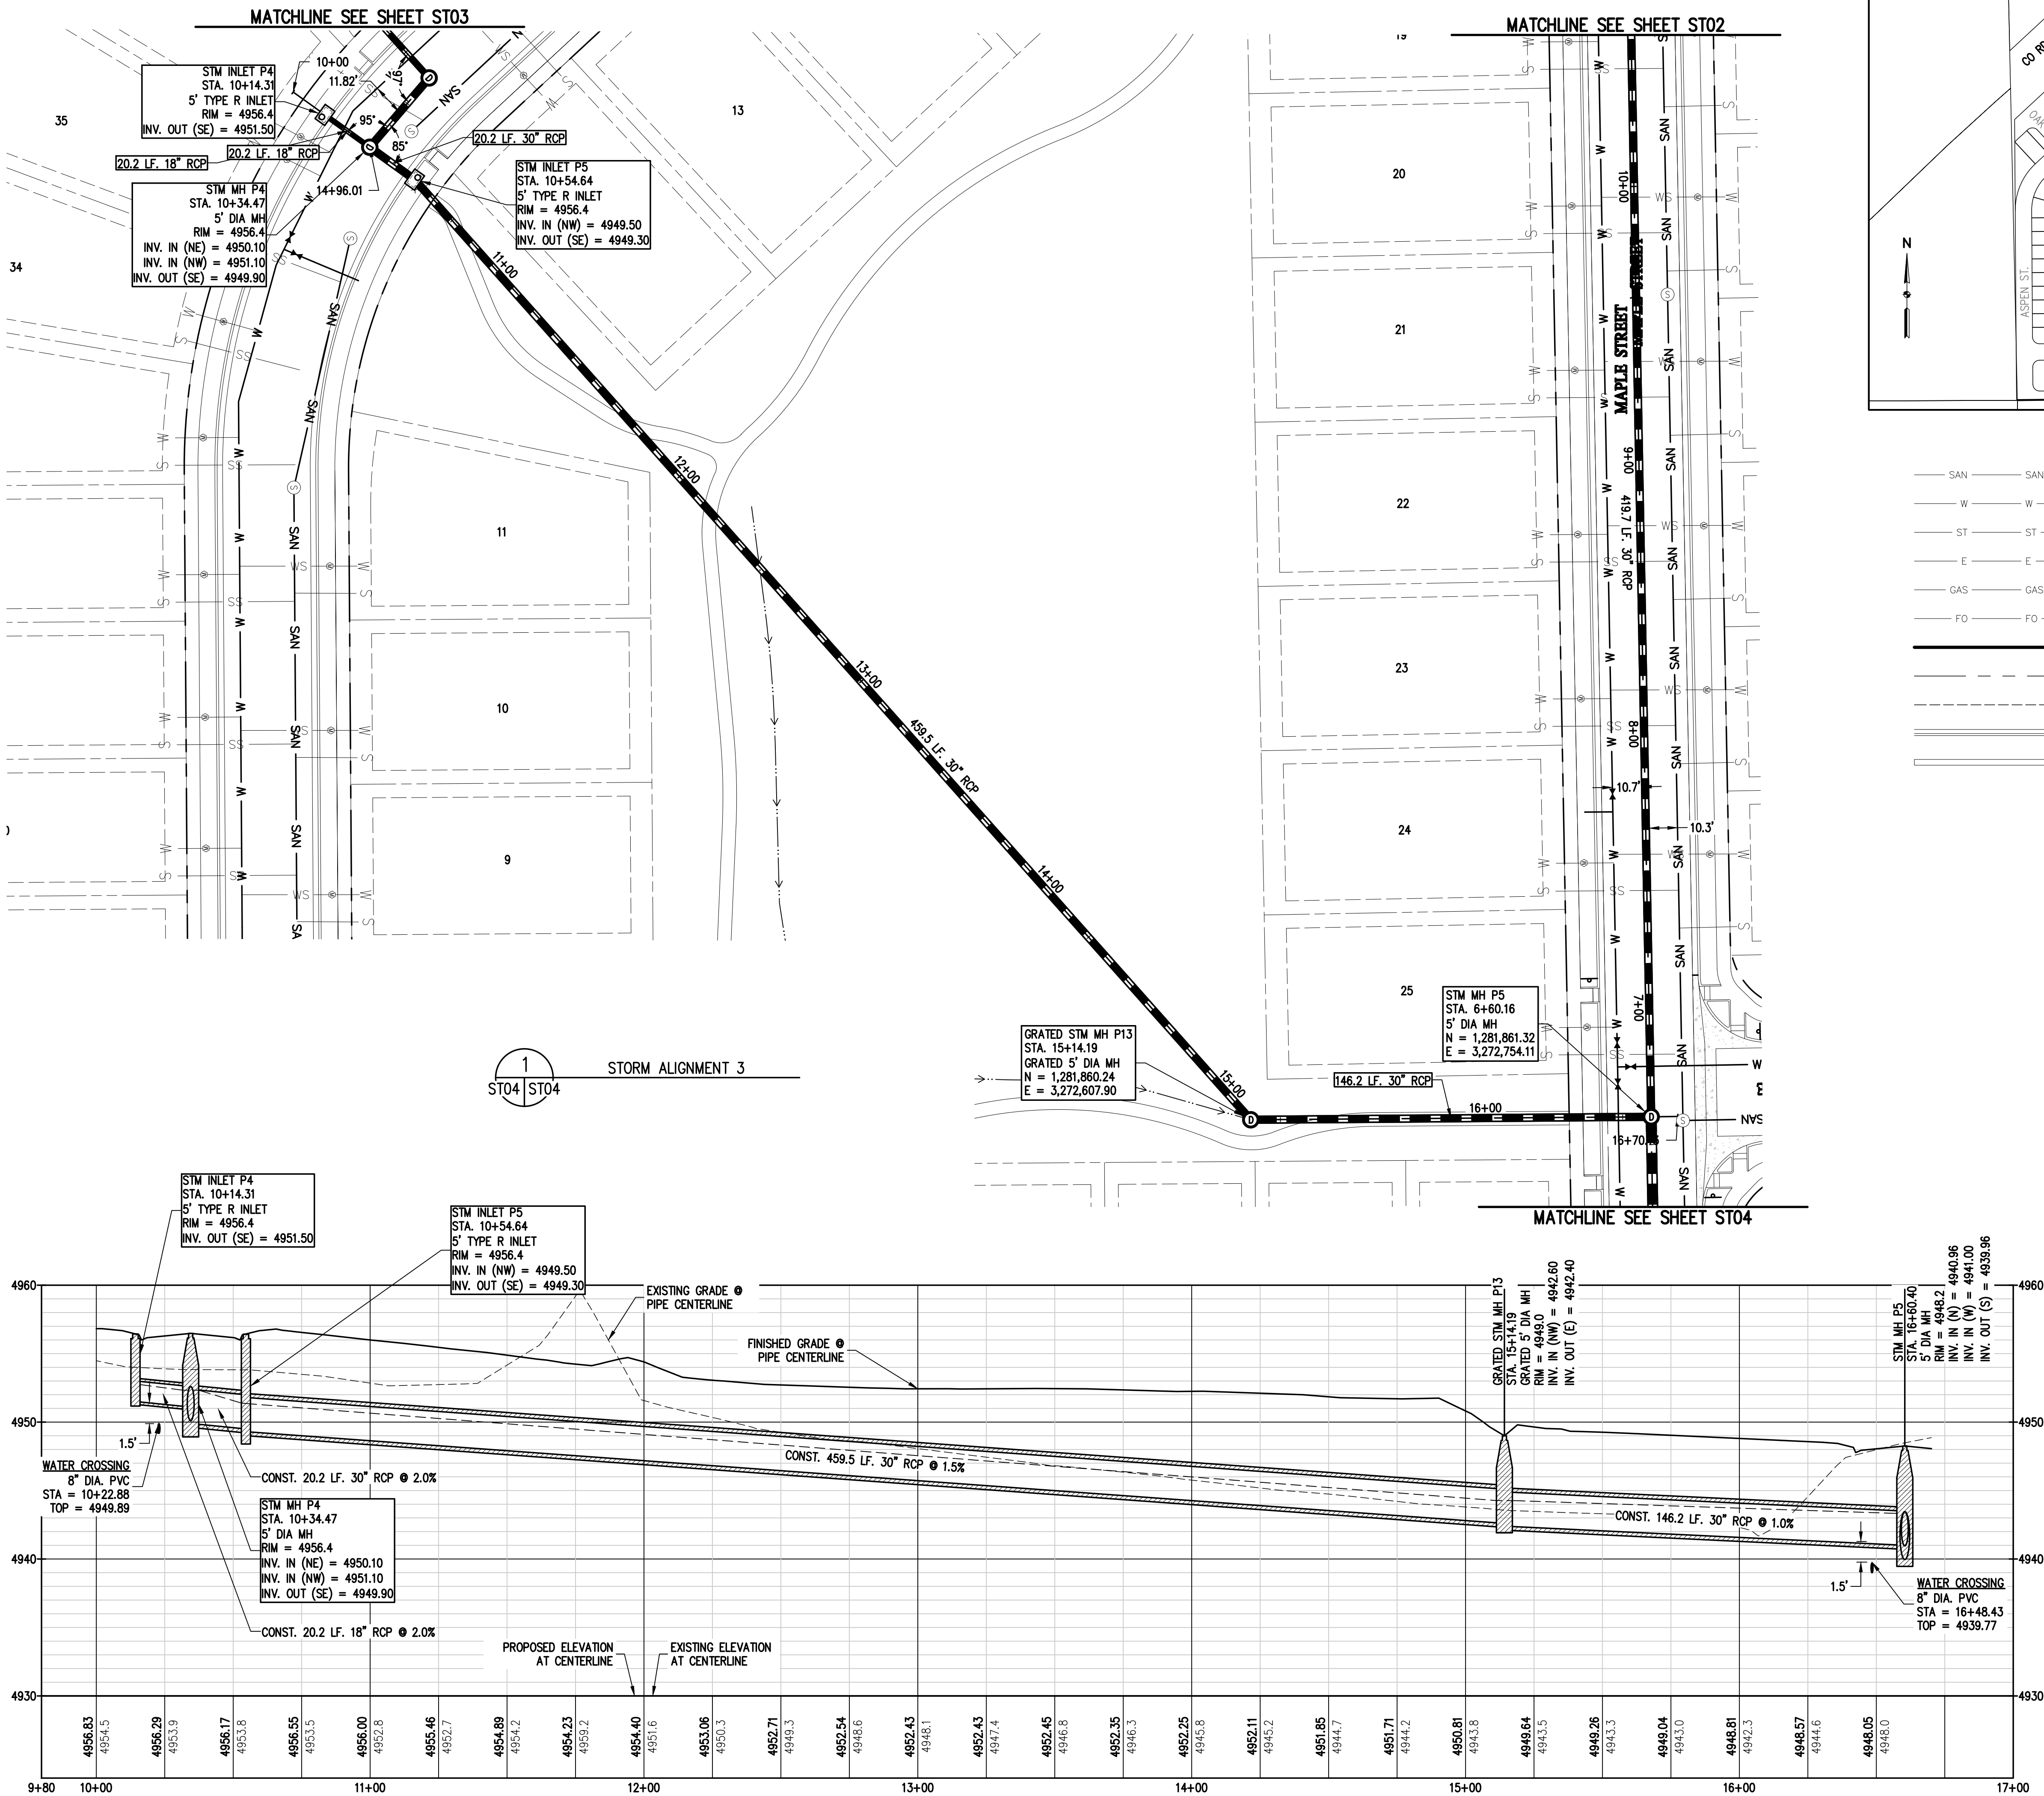 MATCHLINE SEE SHEET ST03
MATCHLINE SEE SHEET ST02
STM INLET P4
STA. 10+14.31
5' TYPE R INLET
RIM = 4956.4
INV. OUT (SE) = 4951.50
10+00
11.82'
97°
95°
85°
20.2 LF. 18" RCP
20.2 LF. 18" RCP
20.2 LF. 30" RCP
STM MH P4
STA. 10+34.47
5' DIA MH
RIM = 4956.4
INV. IN (NE) = 4950.10
INV. IN (NW) = 4951.10
INV. OUT (SE) = 4949.90
14+96.01
STM INLET P5
STA. 10+54.64
5' TYPE R INLET
RIM = 4956.4
INV. IN (NW) = 4949.50
INV. OUT (SE) = 4949.30
35
34
13
11
10
9
19
20
21
22
23
24
25
11+00
12+00
13+00
459.5 LF. 30" RCP
14+00
15+00
16+00
10+00
MAPLE STREET
MAPLE STREET
9+00
419.7 LF. 30" RCP
8+00
10.7'
10.3'
7+00
CO RD
OAK
ASPEN ST.
N
SAN SAN
W W
ST ST
E E
GAS GAS
FO FO
GRATED STM MH P13
STA. 15+14.19
GRATED 5' DIA MH
N = 1,281,860.24
E = 3,272,607.90
STM MH P5
STA. 6+60.16
5' DIA MH
N = 1,281,861.32
E = 3,272,754.11
146.2 LF. 30" RCP
MATCHLINE SEE SHEET ST04
1
ST04 ST04
STORM ALIGNMENT 3
STM INLET P4
STA. 10+14.31
5' TYPE R INLET
RIM = 4956.4
INV. OUT (SE) = 4951.50
STM INLET P5
STA. 10+54.64
5' TYPE R INLET
RIM = 4956.4
INV. IN (NW) = 4949.50
INV. OUT (SE) = 4949.30
EXISTING GRADE @
PIPE CENTERLINE
FINISHED GRADE @
PIPE CENTERLINE
GRATED STM MH P13
STA. 15+14.19
GRATED 5' DIA MH
RIM = 4949.0
INV. IN (NW) = 4942.60
INV. OUT (E) = 4942.40
STM MH P5
STA. 16+60.40
5' DIA MH
RIM = 4948.2
INV. IN (N) = 4940.96
INV. IN (W) = 4941.00
INV. OUT (S) = 4939.96
4960 4960
4950 4950
4940 4940
4930 4930
1.5'
WATER CROSSING
8" DIA. PVC
STA = 10+22.88
TOP = 4949.89
CONST. 20.2 LF. 30" RCP @ 2.0%
STM MH P4
STA. 10+34.47
5' DIA MH
RIM = 4956.4
INV. IN (NE) = 4950.10
INV. IN (NW) = 4951.10
INV. OUT (SE) = 4949.90
CONST. 20.2 LF. 18" RCP @ 2.0%
CONST. 459.5 LF. 30" RCP @ 1.5%
CONST. 146.2 LF. 30" RCP @ 1.0%
1.5'
WATER CROSSING
8" DIA. PVC
STA = 16+48.43
TOP = 4939.77
PROPOSED ELEVATION
AT CENTERLINE
EXISTING ELEVATION
AT CENTERLINE
4956.83
4954.5
4956.29
4953.9
4956.17
4953.8
4956.55
4953.5
4956.00
4952.8
4955.46
4952.7
4954.89
4954.2
4954.23
4959.2
4954.40
4951.6
4953.06
4950.3
4952.71
4949.3
4952.54
4948.6
4952.43
4948.1
4952.43
4947.4
4952.45
4946.8
4952.35
4946.3
4952.25
4945.8
4952.11
4945.2
4951.85
4944.7
4951.71
4944.2
4950.81
4943.8
4949.64
4943.5
4949.26
4943.3
4949.04
4943.0
4948.81
4942.3
4948.57
4944.6
4948.05
4948.0
9+80 10+00 11+00 12+00 13+00 14+00 15+00 16+00 17+00